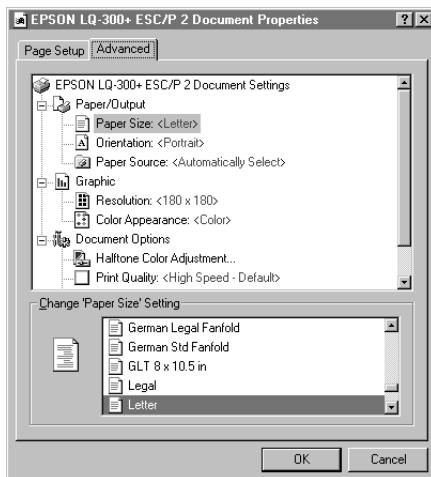 EPSON LQ-300+ ESC/P 2 Document Properties
Page Setup Advanced
EPSON LQ-300+ ESC/P 2 Document Settings
Paper/Output
Paper Size: <Letter>
Orientation: <Portrait>
Paper Source: <Automatically Select>
Graphic
Resolution: <180 x 180>
Color Appearance: <Color>
Document Options
Halftone Color Adjustment...
Print Quality: <High Speed - Default>
Change 'Paper Size' Setting
German Legal Fanfold
German Std Fanfold
GLT 8 x 10.5 in
Legal
Letter
OK Cancel